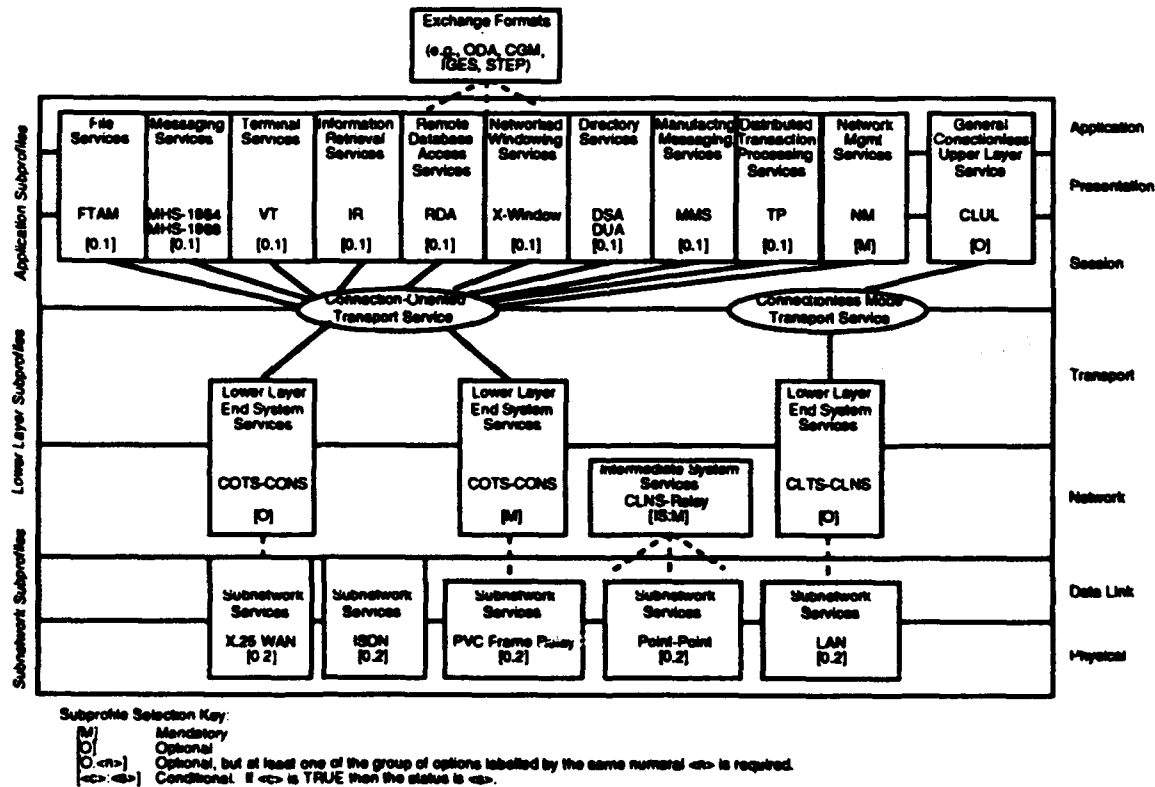 Exchange Formats
(e.g., ODA, CGM,
IGES, STEP)
Application Subprofiles
Lower Layer Subprofiles
Subnetwork Subprofiles
File
Services
FTAM
[0.1]
Messaging
Services
MHS-1984
MHS-1988
[0.1]
Terminal
Services
VT
[0.1]
Information
Retrieval
Services
IR
[0.1]
Remote
Database
Access
Services
RDA
[0.1]
Networked
Windowing
Services
X-Window
[0.1]
Directory
Services
DSA
DUA
[0.1]
Manufactng
Messaging
Services
MMS
[0.1]
Distributed
Transaction
Processing
Services
TP
[0.1]
Network
Mgmt
Services
NM
[M]
General
Conectionless
Upper Layer
Service
CLUL
[O]
Application
Presentation
Session
Transport
Network
Data Link
Physical
Connection-Oriented
Transport Service
Connectionless Mode
Transport Service
Lower Layer
End System
Services
COTS-CONS
[O]
Lower Layer
End System
Services
COTS-CONS
[M]
Intermediate System
Services
CLNS-Relay
[IS:M]
Lower Layer
End System
Services
CLTS-CLNS
[O]
Subnetwork
Services
X.25 WAN
[0.2]
Subnetwork
Services
ISDN
[0.2]
Subnetwork
Services
PVC Frame Relay
[0.2]
Subnetwork
Services
Point-Point
[0.2]
Subnetwork
Services
LAN
[0.2]
Subprofile Selection Key:
[M] Mandatory
[O] Optional
[O.<n>] Optional, but at least one of the group of options labelled by the same numeral <n> is required.
[<c>:<s>] Conditional. If <c> is TRUE then the status is <s>.